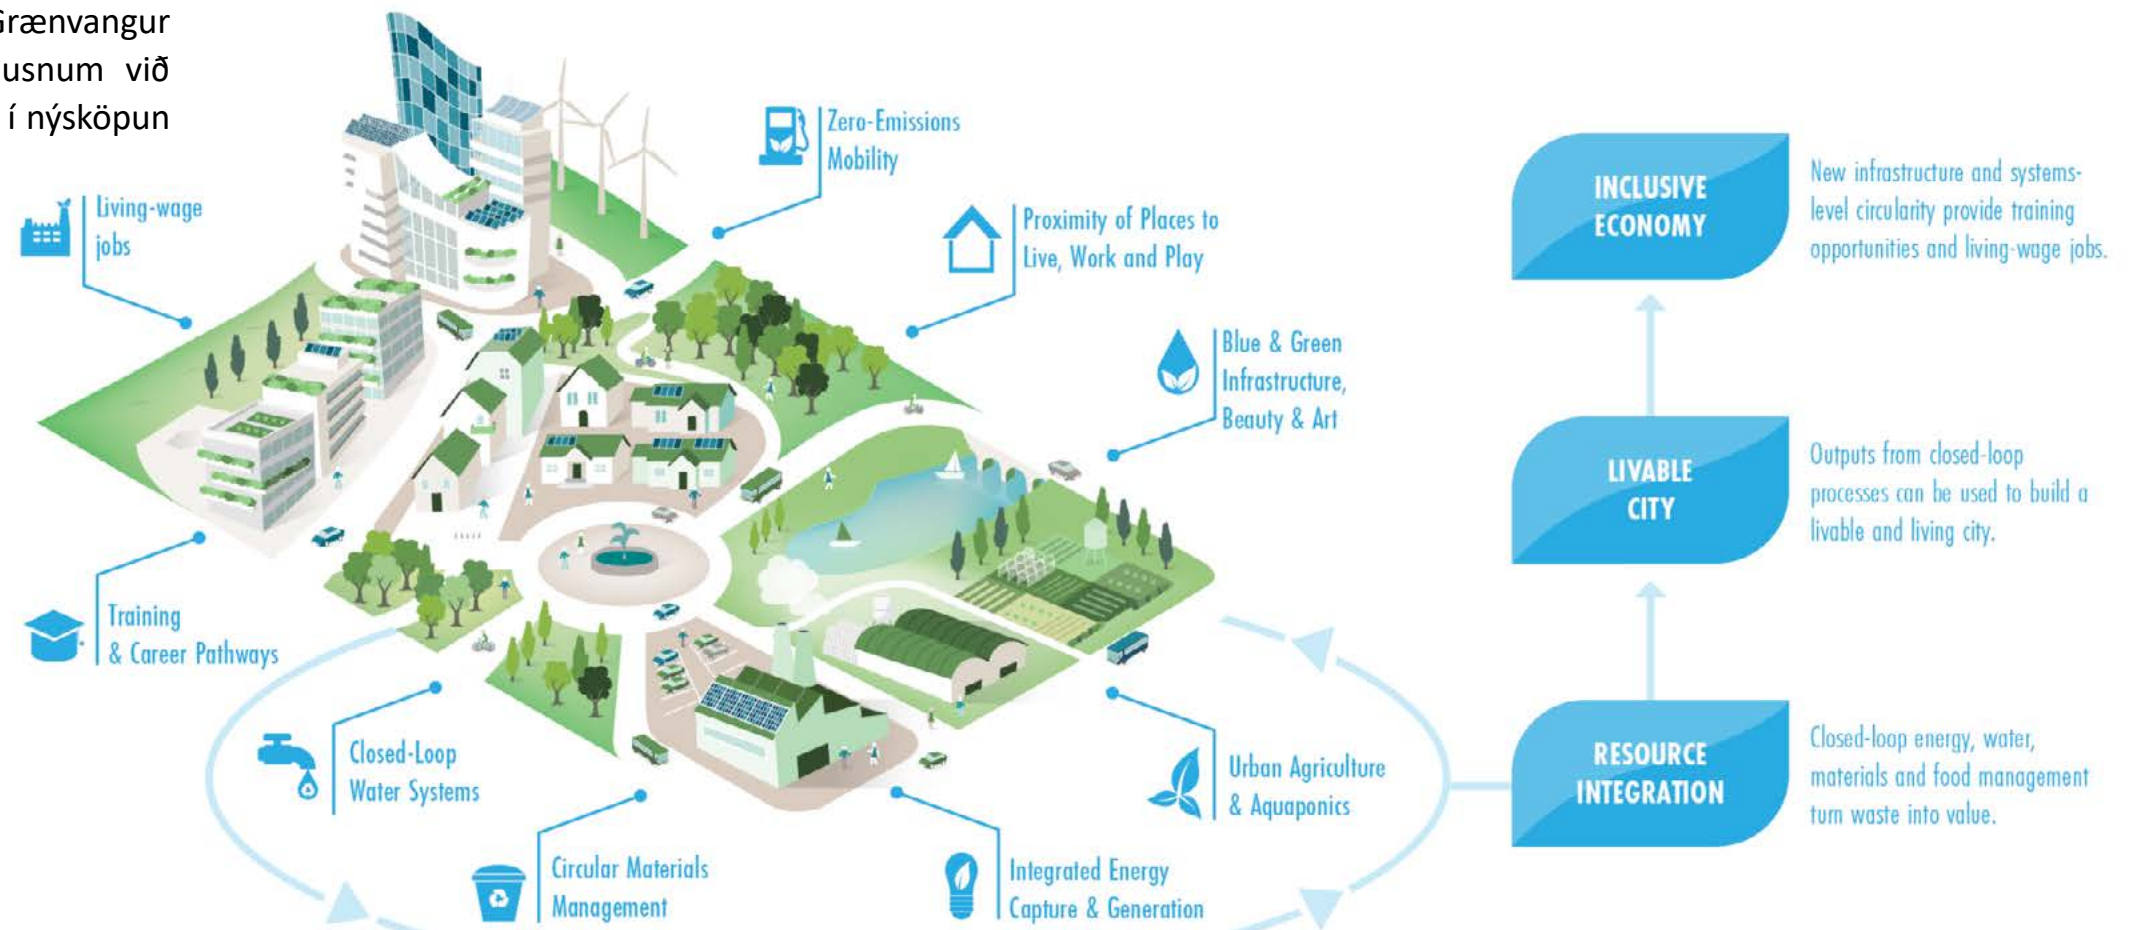 Grænvangur
við
í nýsköpun
Living-wage
jobs
Zero-Emissions
Mobility
Proximity of Places to
Live, Work and Play
Blue & Green
Infrastructure,
Beauty & Art
Training
& Career Pathways
Closed-Loop
Water Systems
Circular Materials
Management
Integrated Energy
Capture & Generation
Urban Agriculture
& Aquaponics
INCLUSIVE
ECONOMY
New infrastructure and systems-
level circularity provide training
opportunities and living-wage jobs.
LIVABLE
CITY
Outputs from closed-loop
processes can be used to build a
livable and living city.
RESOURCE
INTEGRATION
Closed-loop energy, water,
materials and food management
turn waste into value.